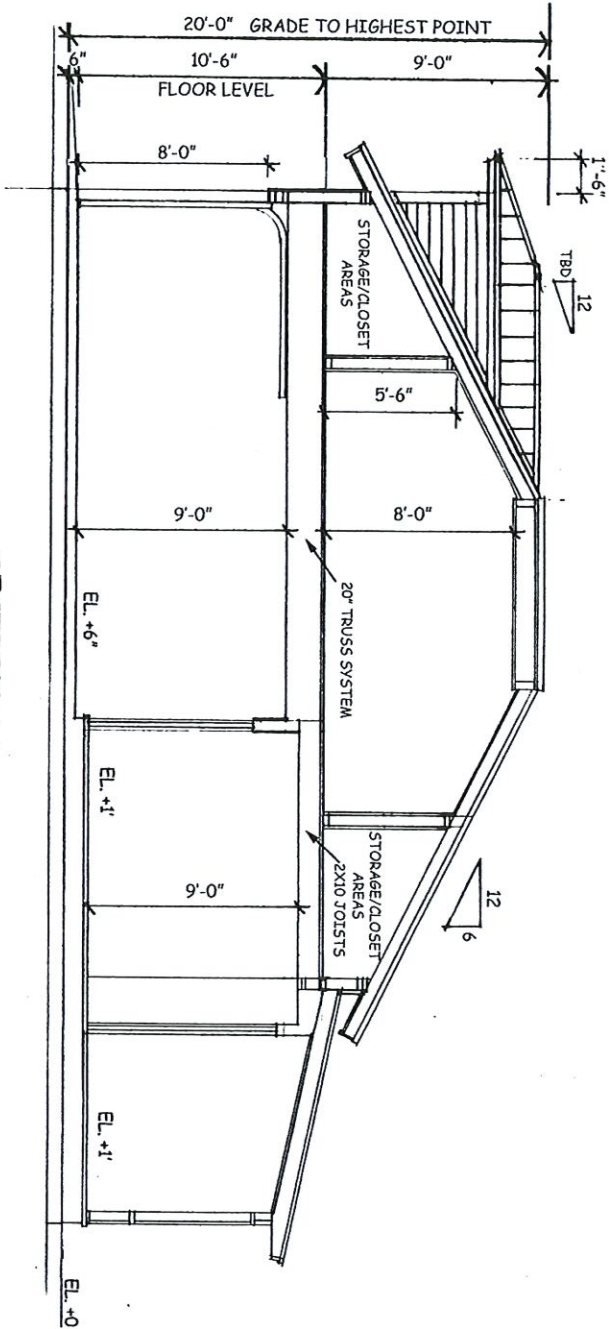 20'-0" GRADE TO HIGHEST POINT
6"
10'-6"
FLOOR LEVEL
9'-0"
1'-6"
8'-0"
TBD
12
STORAGE/CLOSET
AREAS
5'-6"
9'-0"
8'-0"
20" TRUSS SYSTEM
EL. +6"
EL. +1'
9'-0"
STORAGE/CLOSET
AREAS
2X10 JOISTS
12
6
EL. +1'
EL. +0